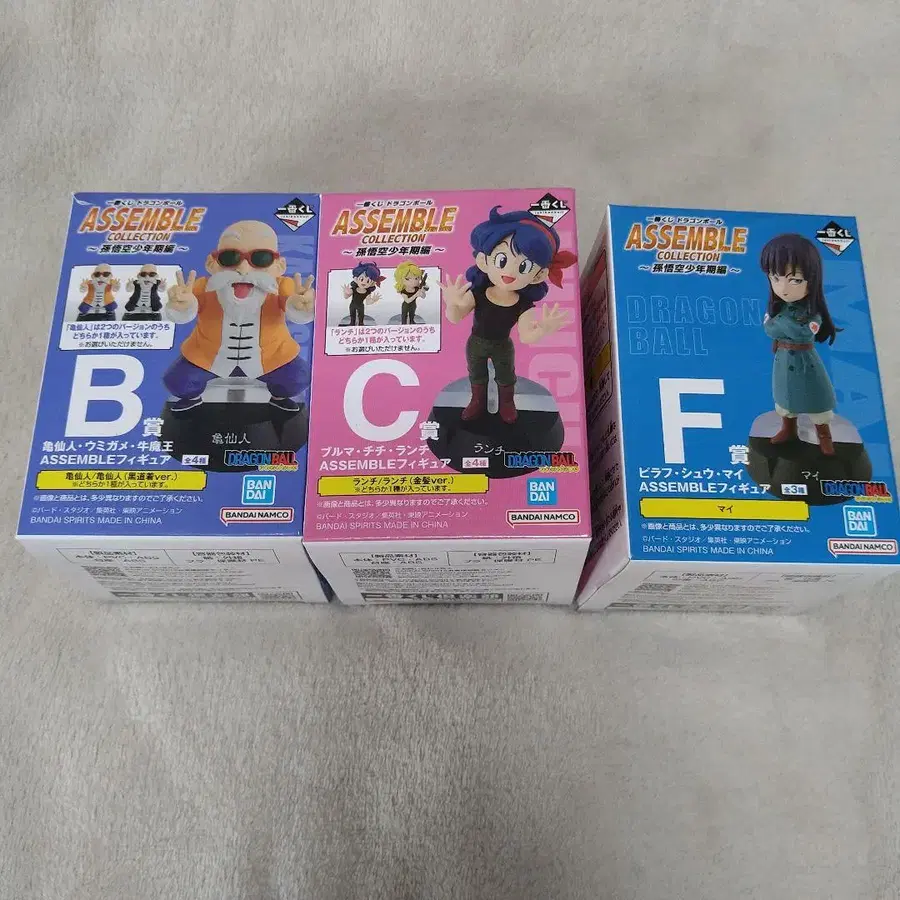 一番くじ ドラゴンボール
ASSEMBLE
COLLECTION
～孫悟空少年期編～
一番くじ
「亀仙人」は2つのバージョンのうち
どちらか1種が入っています。
※お選びいただけません。
B賞
亀仙人
亀仙人・ウミガメ・牛魔王
ASSEMBLEフィギュア 全4種
DRAGON BALL
亀仙人/亀仙人(黒道着ver.)
※どちらか1種が入っています。
※画像と商品とは、多少異なりますのでご了承ください。
©バード・スタジオ/集英社・東映アニメーション
BANDAI SPIRITS MADE IN CHINA
BAN
DAI
BANDAI NAMCO
一番くじ ドラゴンボール
ASSEMBLE
COLLECTION
～孫悟空少年期編～
一番くじ
「ランチ」は2つのバージョンのうち
どちらか1種が入っています。
※お選びいただけません。
C賞
ランチ
ブルマ・チチ・ランチ
ASSEMBLEフィギュア 全4種
DRAGON BALL
ランチ/ランチ(金髪ver.)
※どちらか1種が入っています。
※画像と商品とは、多少異なりますのでご了承ください。
©バード・スタジオ/集英社・東映アニメーション
BANDAI SPIRITS MADE IN CHINA
BAN
DAI
BANDAI NAMCO
一番くじ ドラゴンボール
ASSEMBLE
COLLECTION
～孫悟空少年期編～
一番くじ
DRAGON
BALL
F賞
マイ
ピラフ・シュウ・マイ
ASSEMBLEフィギュア 全3種
DRAGON BALL
マイ
※画像と商品とは、多少異なりますのでご了承ください。
©バード・スタジオ/集英社・東映アニメーション
BANDAI SPIRITS MADE IN CHINA
BAN
DAI
BANDAI NAMCO